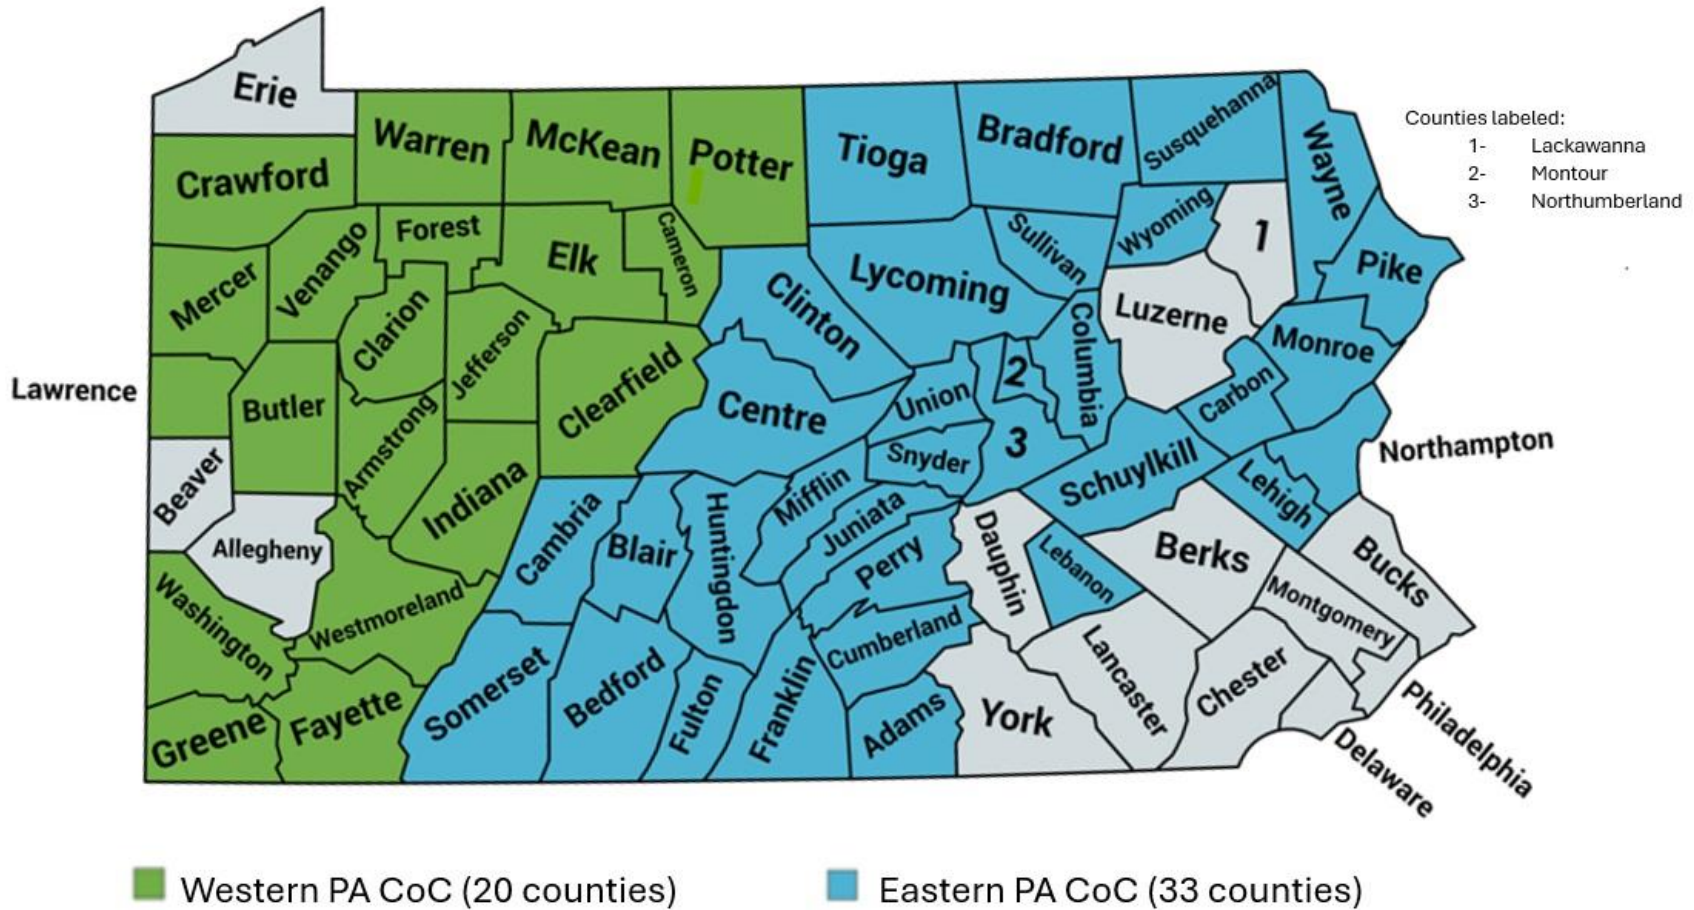 Erie
Warren
McKean
Potter
Tioga
Bradford
Susquehanna
Wayne
Counties labeled:
1- Lackawanna
2- Montour
3- Northumberland
Crawford
Forest
Elk
Cameron
Venango
Mercer
Clarion
Jefferson
Clinton
Lycoming
Sullivan
Wyoming
1
Pike
Luzerne
Monroe
Columbia
Lawrence
Butler
Armstrong
Clearfield
Centre
Union
2
3
Snyder
Carbon
Schuylkill
Northampton
Lehigh
Beaver
Allegheny
Indiana
Cambria
Blair
Huntingdon
Mifflin
Juniata
Perry
Dauphin
Lebanon
Berks
Bucks
Montgomery
Washington
Westmoreland
Cumberland
Lancaster
Chester
Philadelphia
Delaware
Greene
Fayette
Somerset
Bedford
Fulton
Franklin
Adams
York
Western PA CoC (20 counties)
Eastern PA CoC (33 counties)